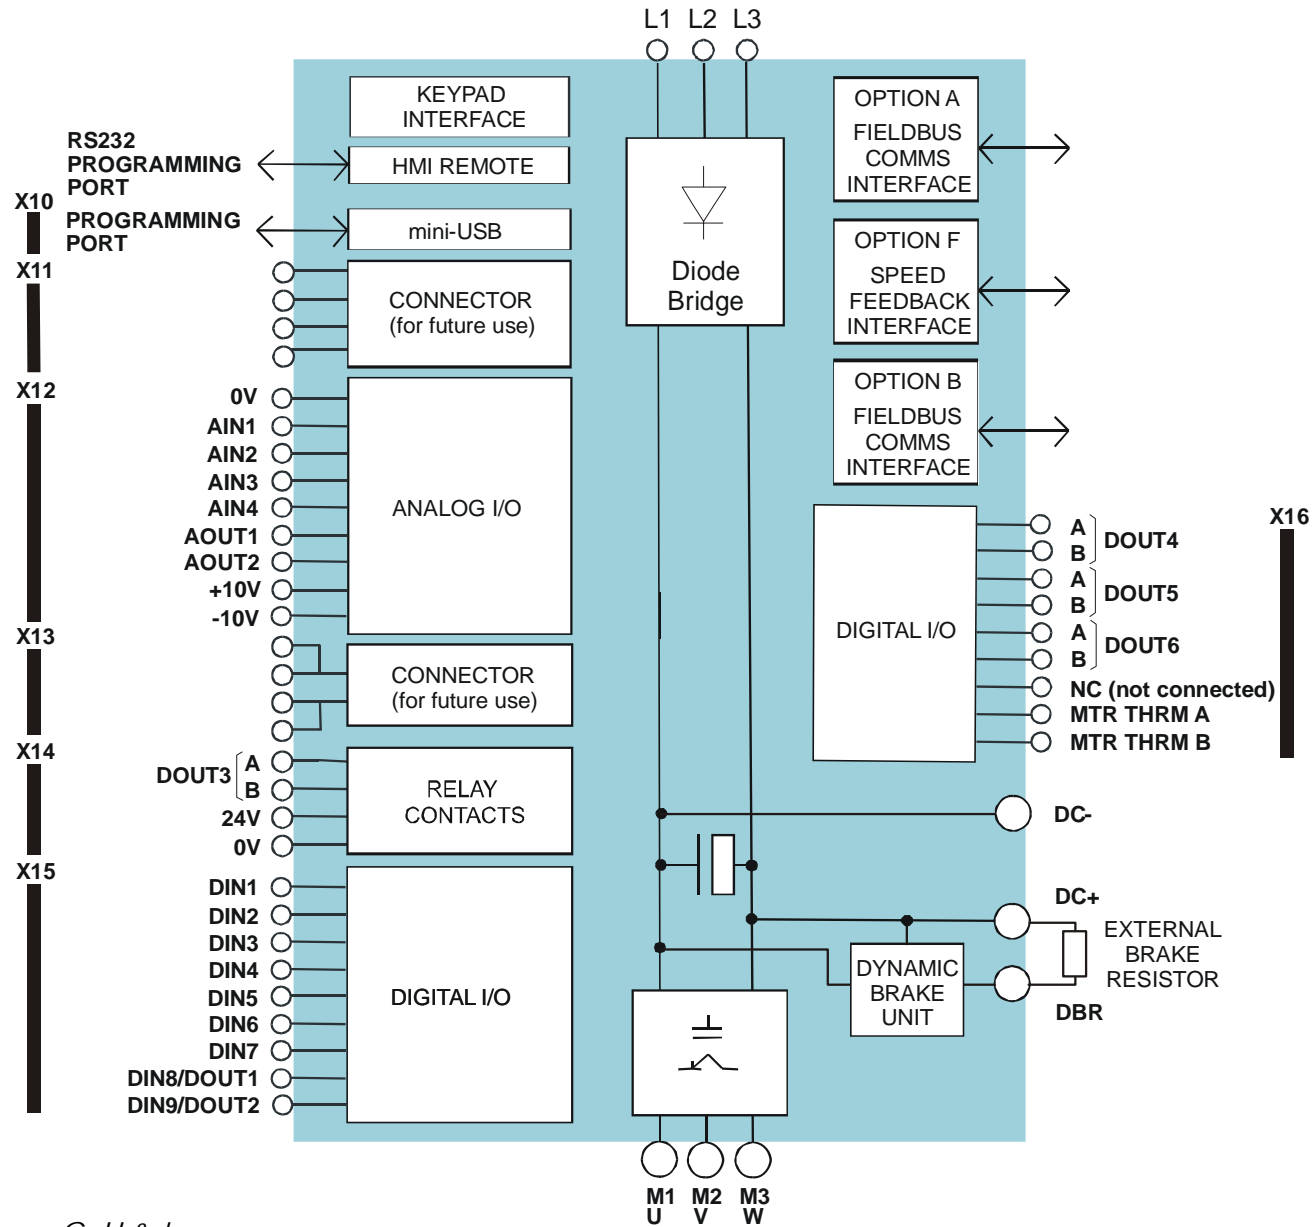 L1 L2 L3
KEYPAD
INTERFACE
RS232
PROGRAMMING
PORT
HMI REMOTE
X10
PROGRAMMING
PORT
mini-USB
X11
CONNECTOR
(for future use)
Diode
Bridge
OPTION A
FIELDBUS
COMMS
INTERFACE
OPTION F
SPEED
FEEDBACK
INTERFACE
OPTION B
FIELDBUS
COMMS
INTERFACE
X12
0V
AIN1
AIN2
AIN3
AIN4
AOUT1
AOUT2
+10V
-10V
ANALOG I/O
X13
CONNECTOR
(for future use)
X14
DOUT3
A
B
24V
0V
RELAY
CONTACTS
X15
DIN1
DIN2
DIN3
DIN4
DIN5
DIN6
DIN7
DIN8/DOUT1
DIN9/DOUT2
DIGITAL I/O
DIGITAL I/O
X16
A
B
DOUT4
A
B
DOUT5
A
B
DOUT6
NC (not connected)
MTR THRM A
MTR THRM B
DC-
DC+
EXTERNAL
BRAKE
RESISTOR
DYNAMIC
BRAKE
UNIT
DBR
M1 M2 M3
U V W